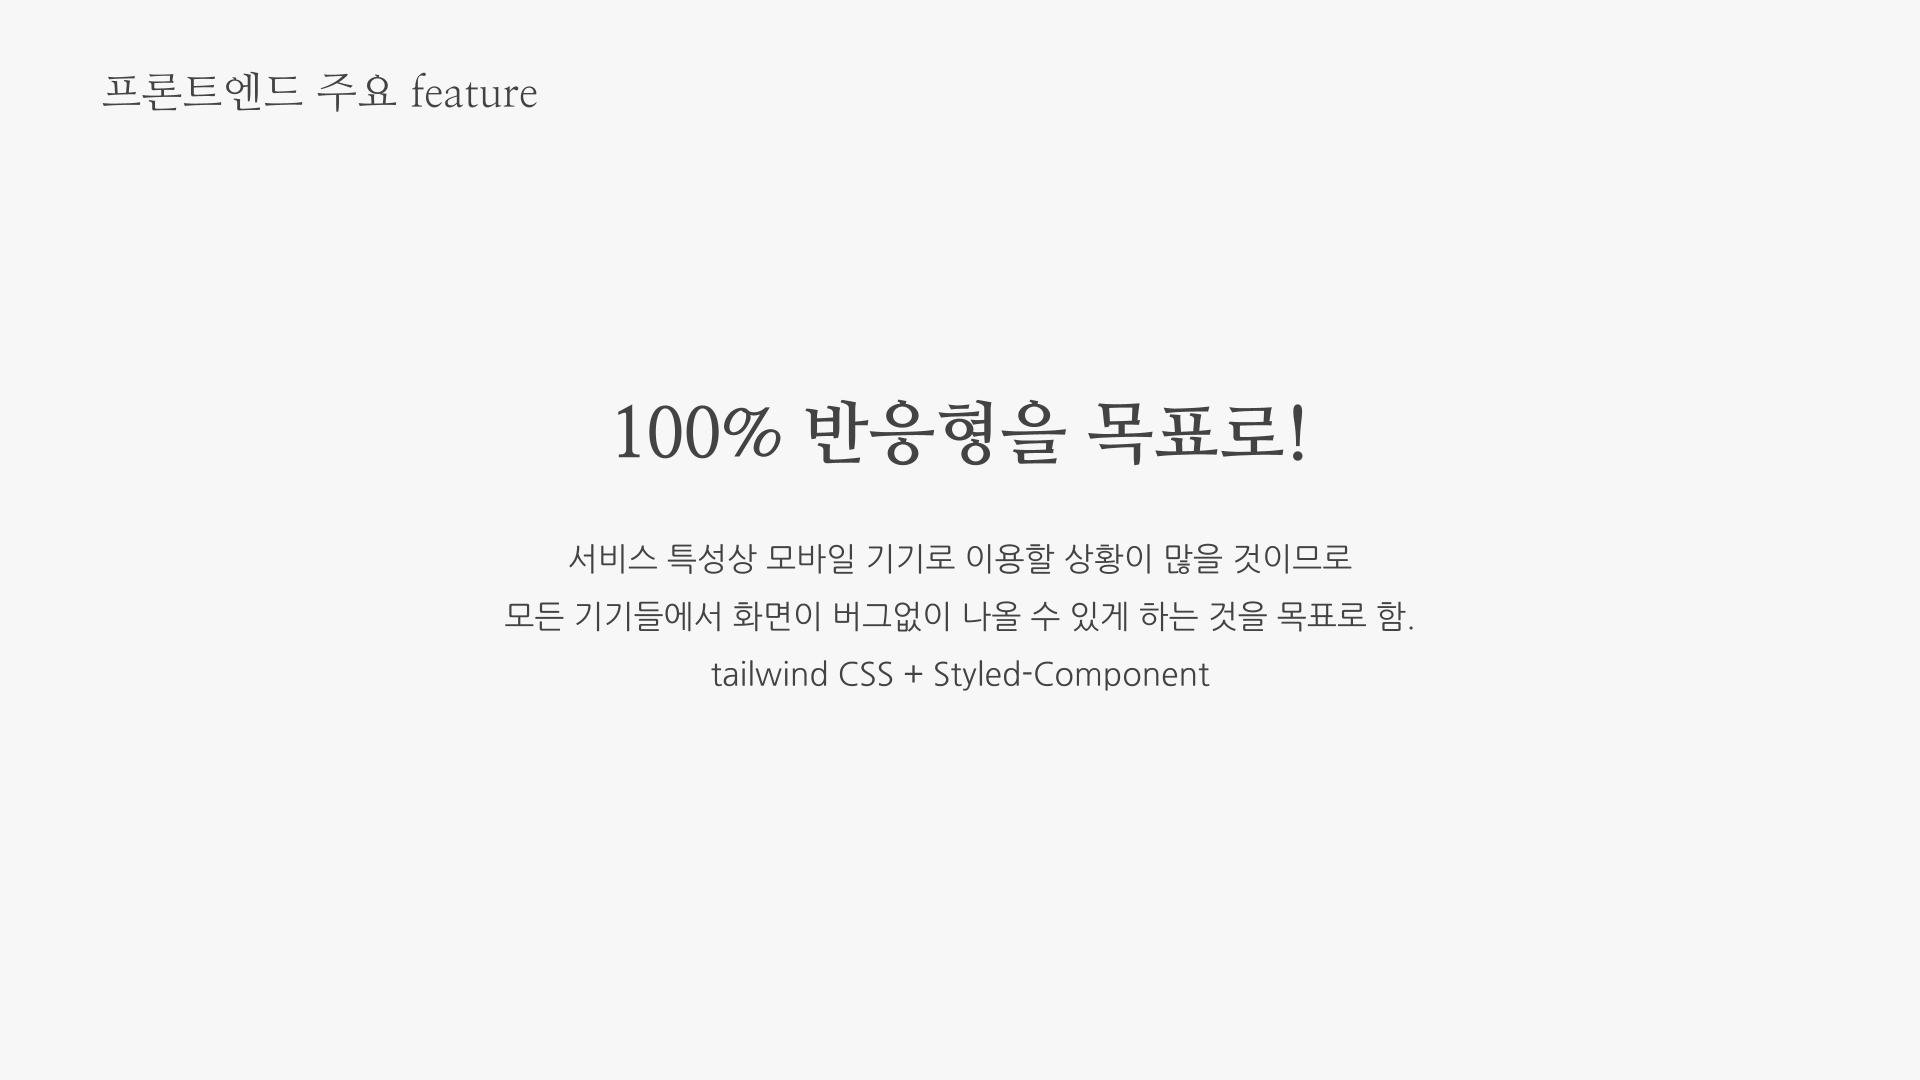 프론트엔드 주요 feature
100% 반응형을 목표로!
서비스 특성상 모바일 기기로 이용할 상황이 많을 것이므로
모든 기기들에서 화면이 버그없이 나올 수 있게 하는 것을 목표로 함.
tailwind CSS + Styled-Component